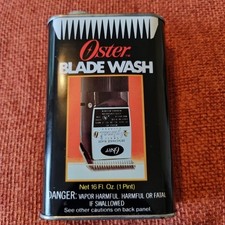 Oster
BLADE WASH
Oster
Net 16 Fl. Oz. (1 Pint)
DANGER: VAPOR HARMFUL. HARMFUL OR FATAL
IF SWALLOWED
See other cautions on back panel.